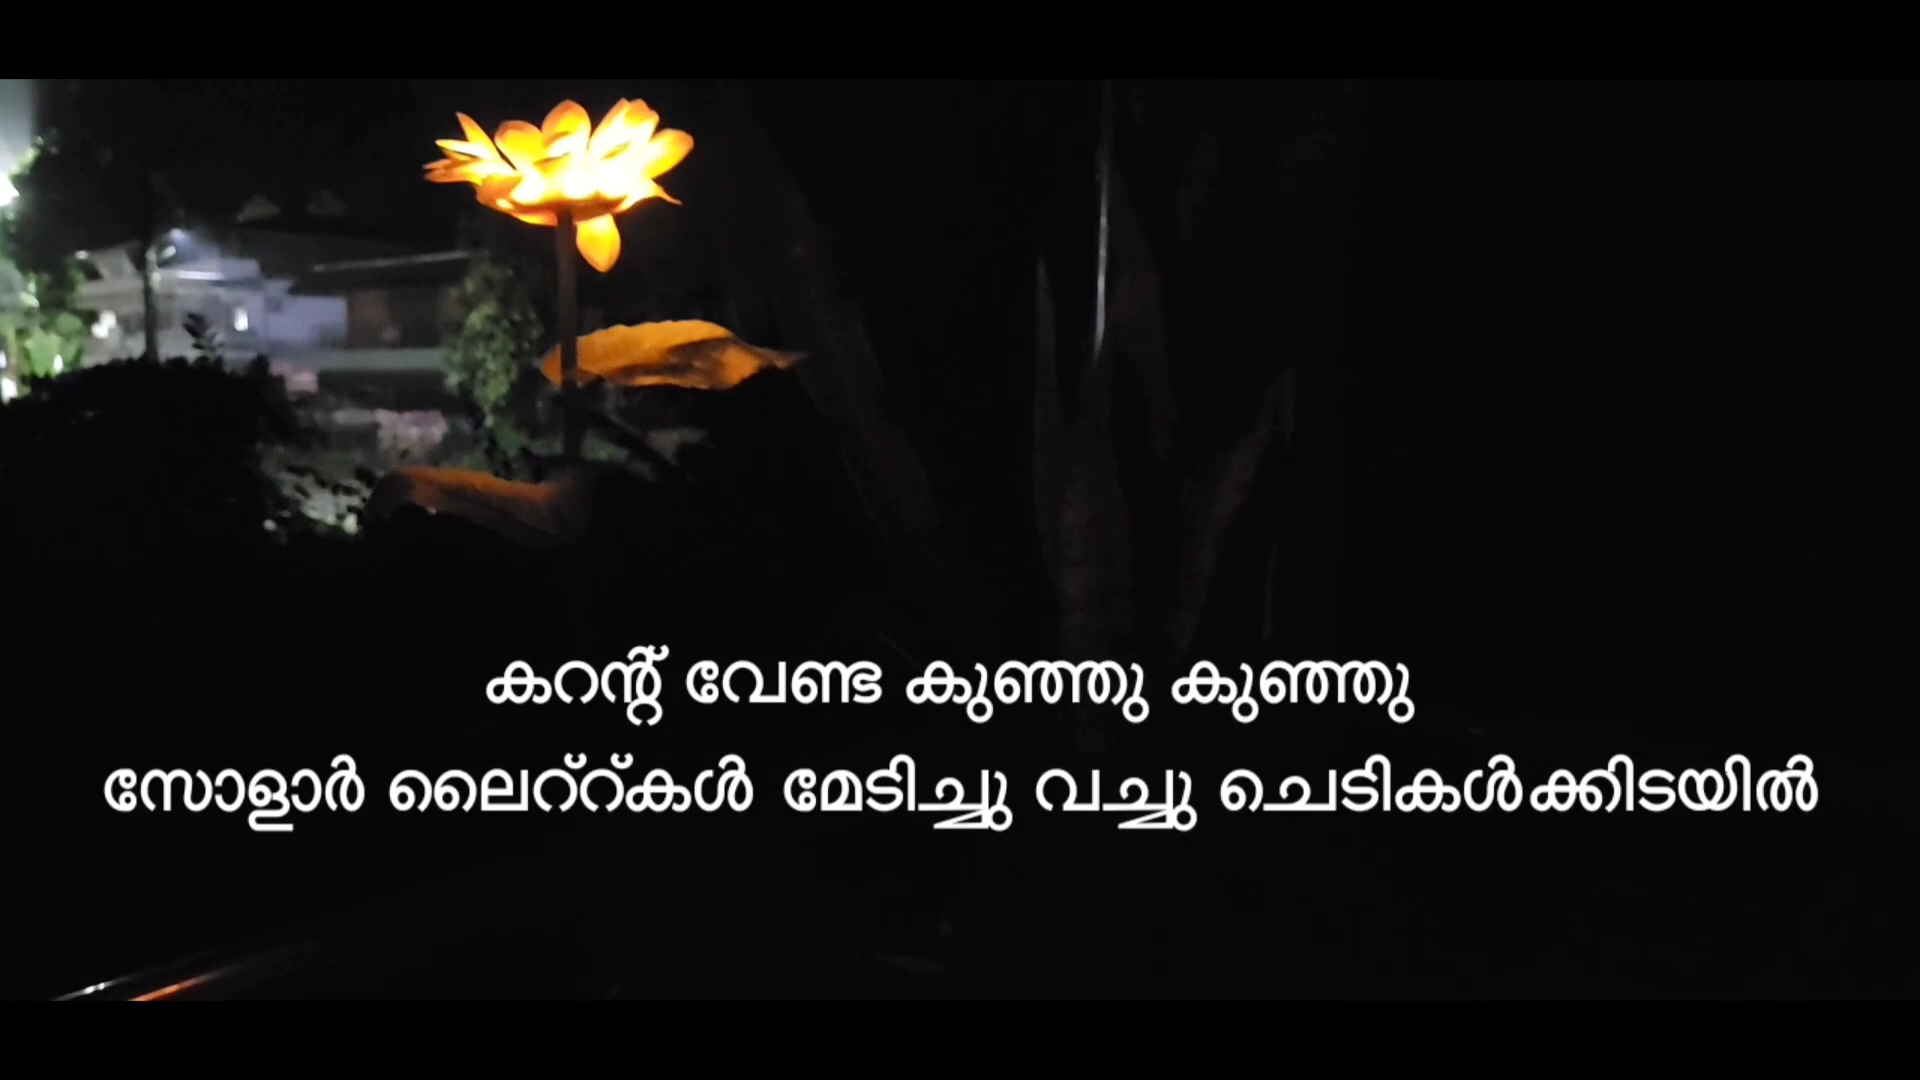 കറന്റ് വേണ്ട കുഞ്ഞു കുഞ്ഞു
സോളാർ ലൈറ്റ്കൾ മേടിച്ചു വച്ചു ചെടികൾക്കിടയിൽ